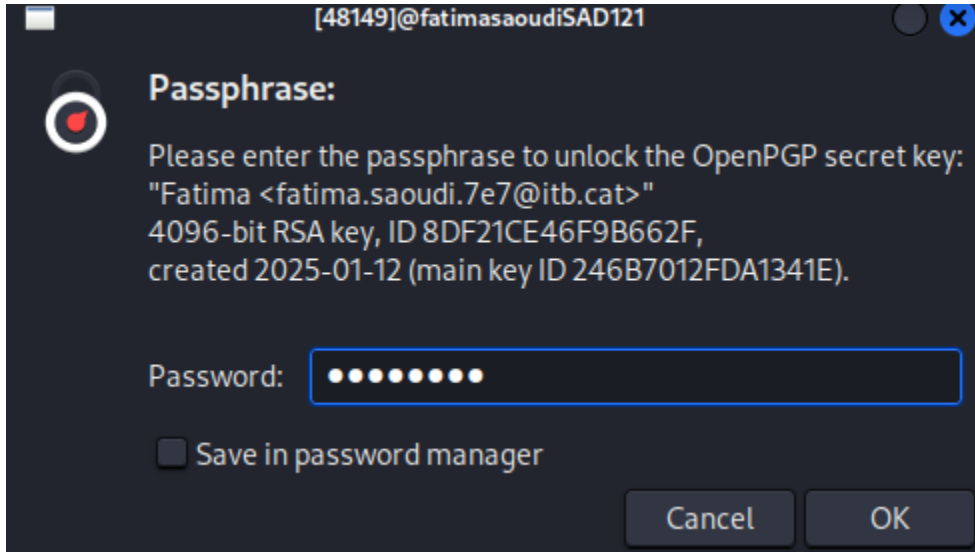 [48149]@fatimasaoudiSAD121
Passphrase:
Please enter the passphrase to unlock the OpenPGP secret key:
"Fatima <fatima.saoudi.7e7@itb.cat>"
4096-bit RSA key, ID 8DF21CE46F9B662F,
created 2025-01-12 (main key ID 246B7012FDA1341E).
Password: ●●●●●●●●
Save in password manager
Cancel OK